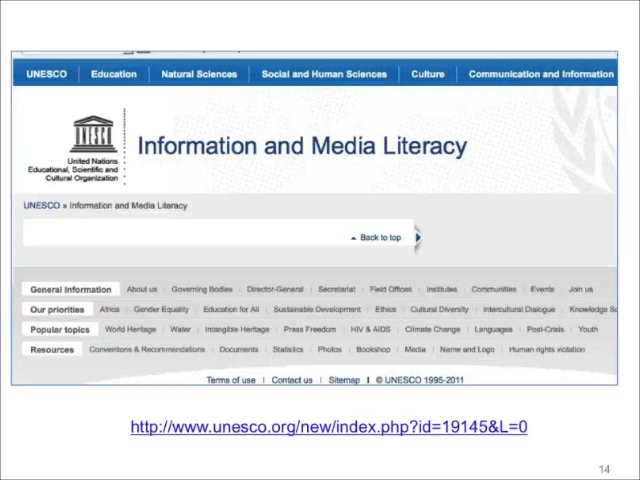 UNESCO Education Natural Sciences Social and Human Sciences Culture Communication and Information
UNESCO
United Nations
Educational, Scientific and
Cultural Organization
Information and Media Literacy
UNESCO » Information and Media Literacy
Back to top
General Information About us Governing Bodies Director-General Secretariat Field Offices Institutes Communities Events Join us
Our priorities Africa Gender Equality Education for All Sustainable Development Ethics Cultural Diversity Intercultural Dialogue Knowledge So
Popular topics World Heritage Water Intangible Heritage Press Freedom HIV & AIDS Climate Change Languages Post-Crisis Youth
Resources Conventions & Recommendations Documents Statistics Photos Bookshop Media Name and Logo Human rights violation
Terms of use | Contact us | Sitemap | © UNESCO 1995-2011
http://www.unesco.org/new/index.php?id=19145&L=0
14